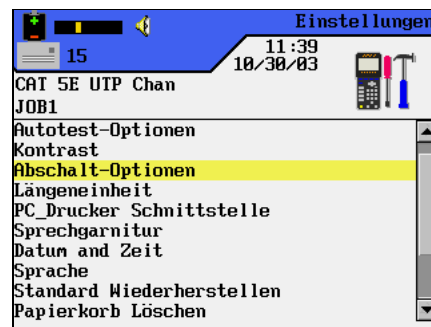 Einstellungen
15
11:39
10/30/03
CAT 5E UTP Chan
JOB1
Autotest-Optionen
Kontrast
Abschalt-Optionen
Längeneinheit
PC_Drucker Schnittstelle
Sprechgarnitur
Datum and Zeit
Sprache
Standard Wiederherstellen
Papierkorb Löschen